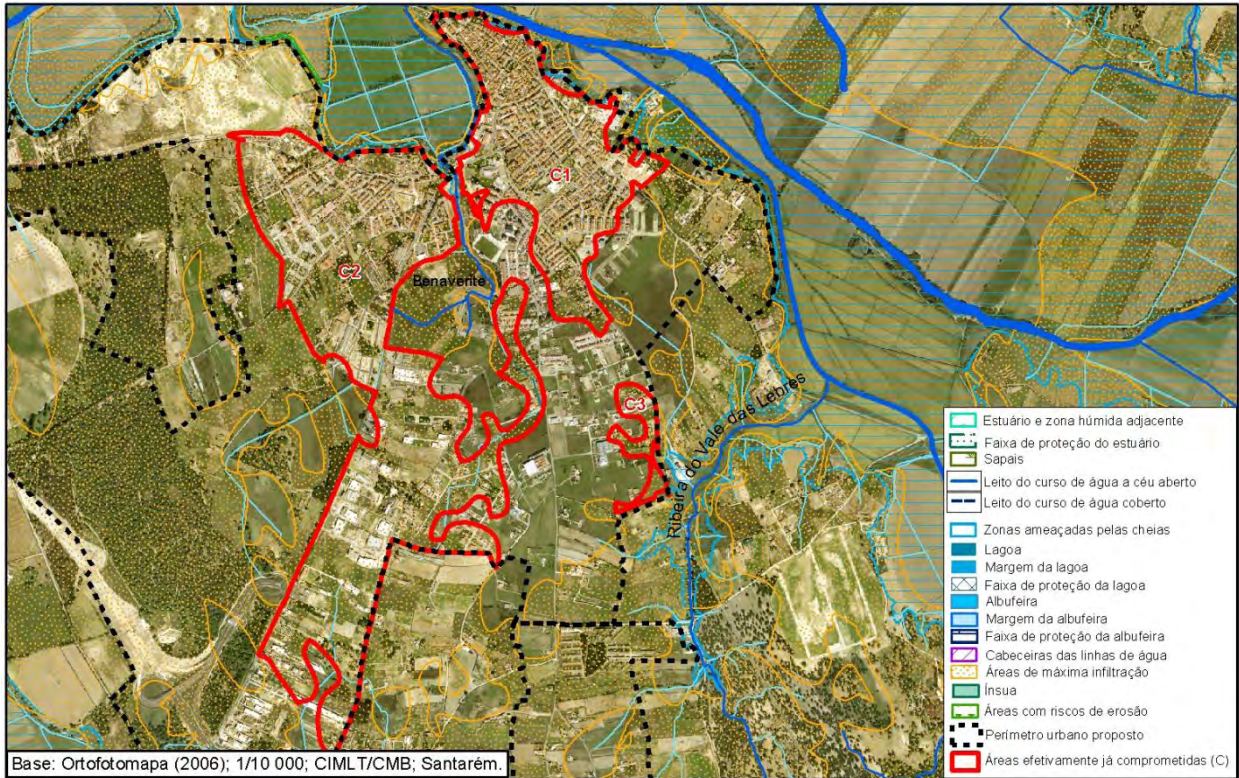 C1
C2
Benavente
C3
Ribeira do Vale das Lebres
Estuário e zona húmida adjacente
Faixa de proteção do estuário
Sapais
Leito do curso de água a céu aberto
Leito do curso de água coberto
Zonas ameaçadas pelas cheias
Lagoa
Margem da lagoa
Faixa de proteção da lagoa
Albufeira
Margem da albufeira
Faixa de proteção da albufeira
Cabeceiras das linhas de água
Áreas de máxima infiltração
Ínsua
Áreas com riscos de erosão
Perímetro urbano proposto
Áreas efetivamente já comprometidas (C)
Base: Ortofotomapa (2006); 1/10 000; CIMLT/CMB; Santarém.